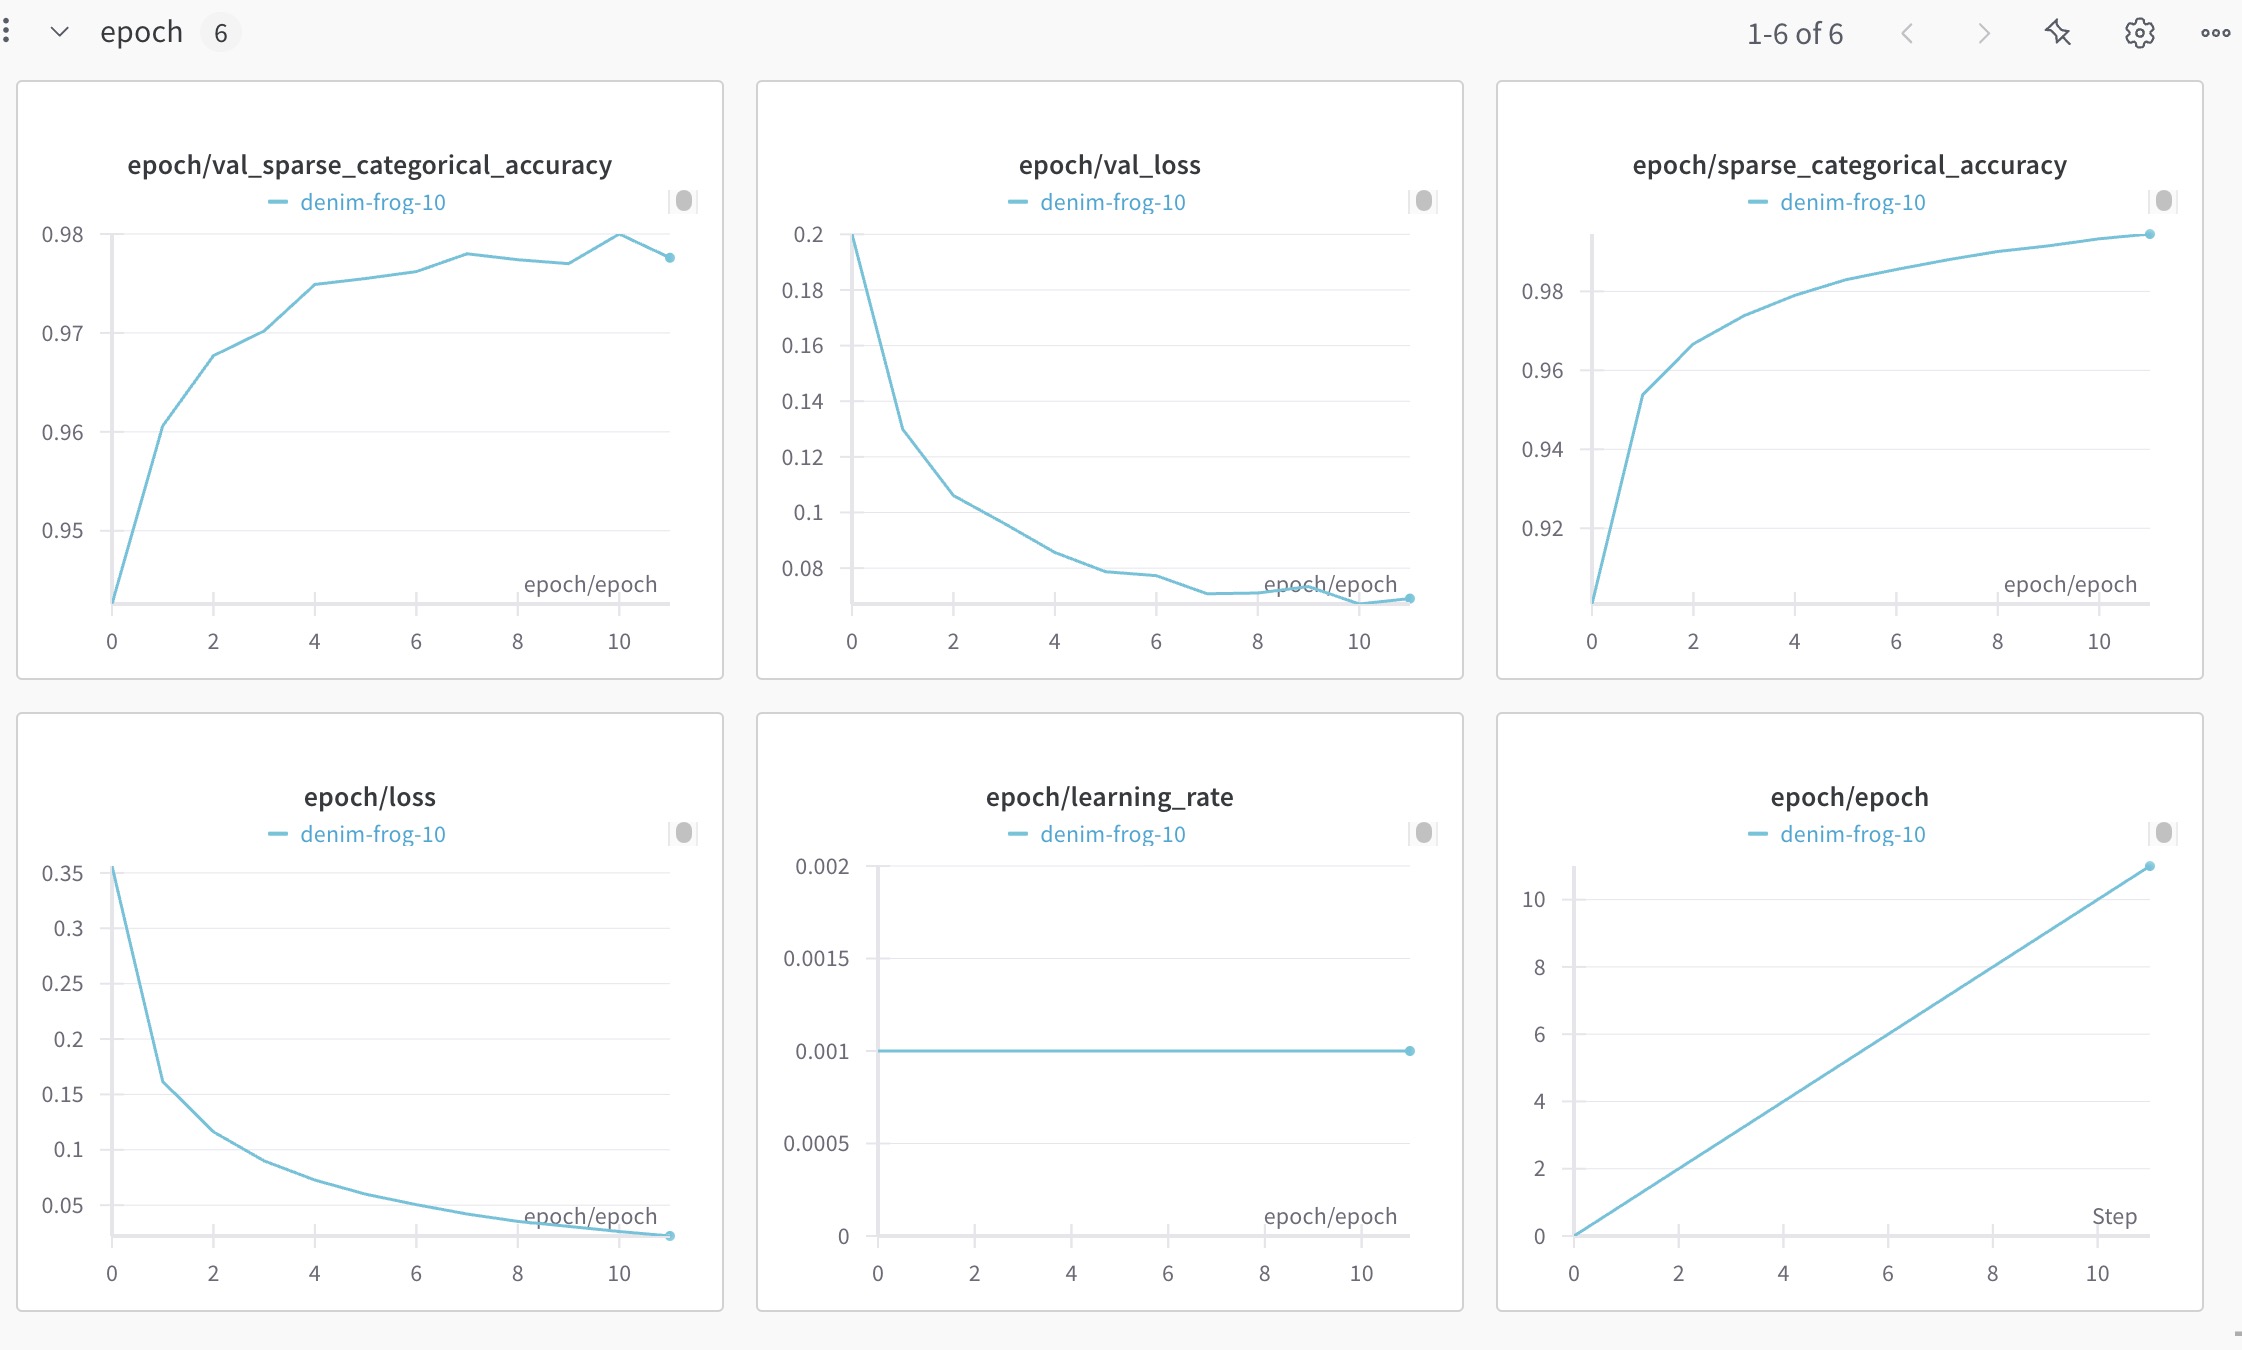 epoch 6 1-6 of 6
epoch/val_sparse_categorical_accuracy
denim-frog-10
0.98
0.97
0.96
0.95
epoch/epoch
0 2 4 6 8 10
epoch/val_loss
denim-frog-10
0.2
0.18
0.16
0.14
0.12
0.1
0.08
epoch/epoch
0 2 4 6 8 10
epoch/sparse_categorical_accuracy
denim-frog-10
0.98
0.96
0.94
0.92
epoch/epoch
0 2 4 6 8 10
epoch/loss
denim-frog-10
0.35
0.3
0.25
0.2
0.15
0.1
0.05
epoch/epoch
0 2 4 6 8 10
epoch/learning_rate
denim-frog-10
0.002
0.0015
0.001
0.0005
0
epoch/epoch
0 2 4 6 8 10
epoch/epoch
denim-frog-10
10
8
6
4
2
0
Step
0 2 4 6 8 10